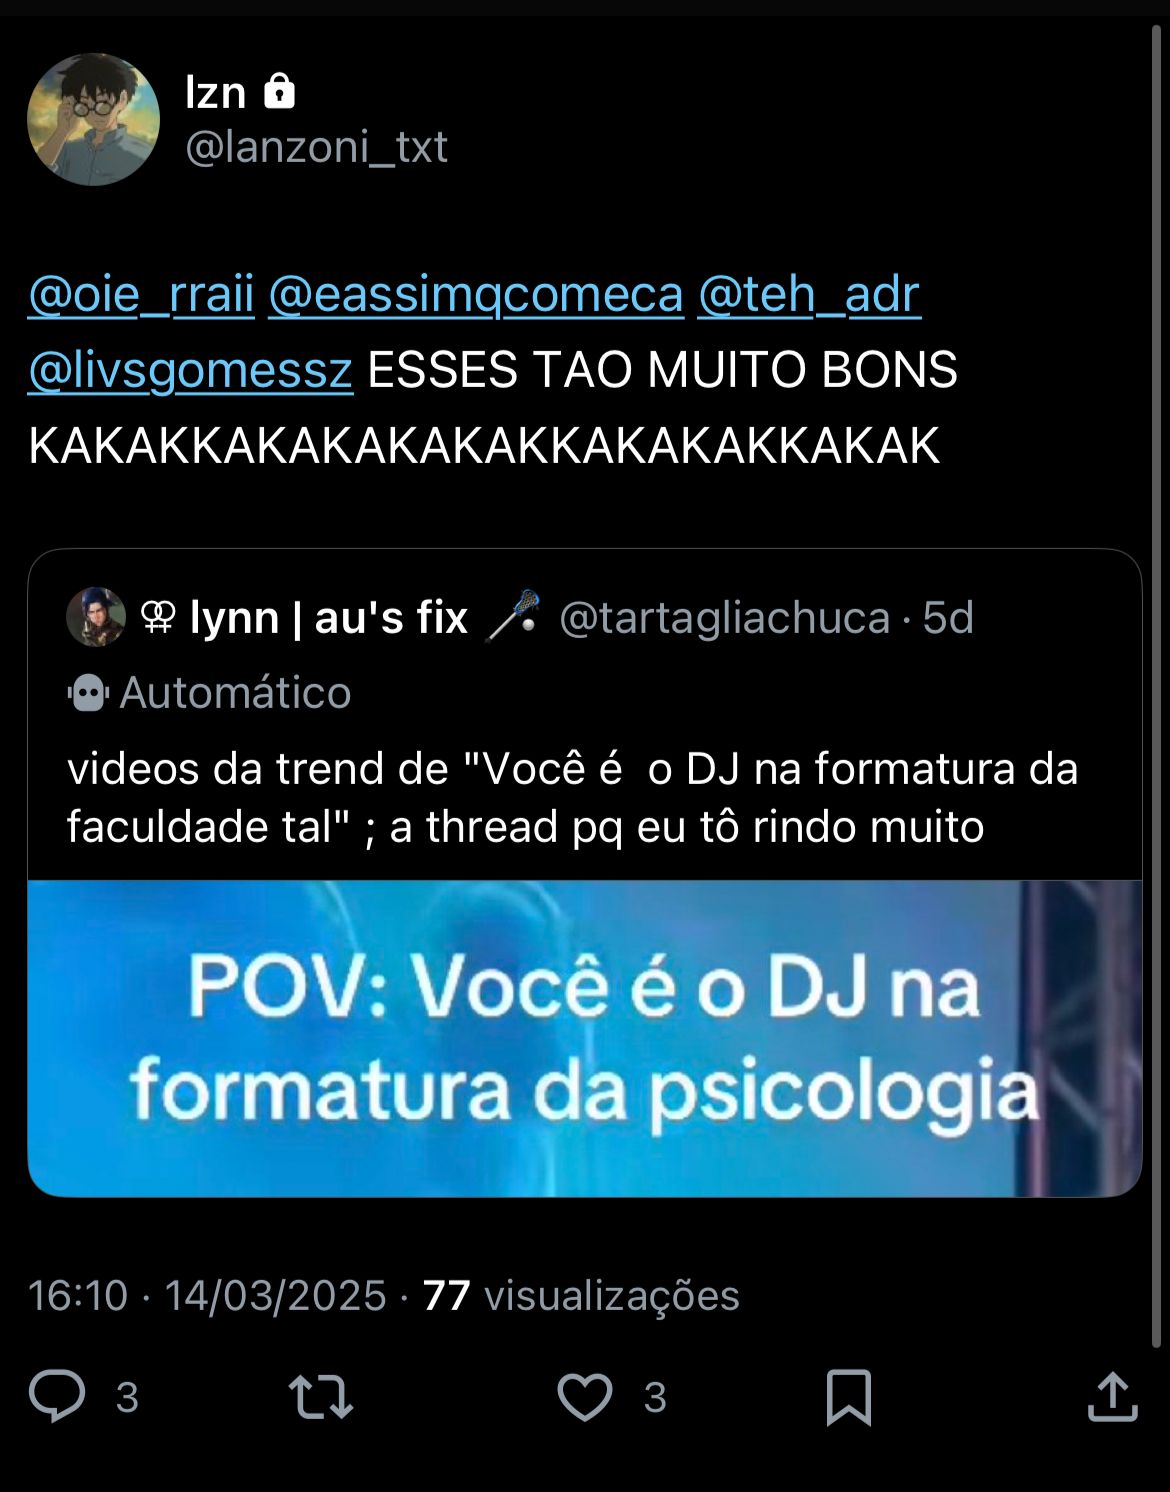 lzn
@lanzoni_txt
@oie_rraii @eassimqcomeca @teh_adr
@livsgomessz ESSES TAO MUITO BONS
KAKAKKAKAKAKAKAKKAKAKAKAKKAKAK
lynn | au's fix @tartagliachuca · 5d
Automático
videos da trend de "Você é  o DJ na formatura da
faculdade tal" ; a thread pq eu tô rindo muito
POV: Você é o DJ na
formatura da psicologia
16:10 · 14/03/2025 · 77 visualizações
3 3